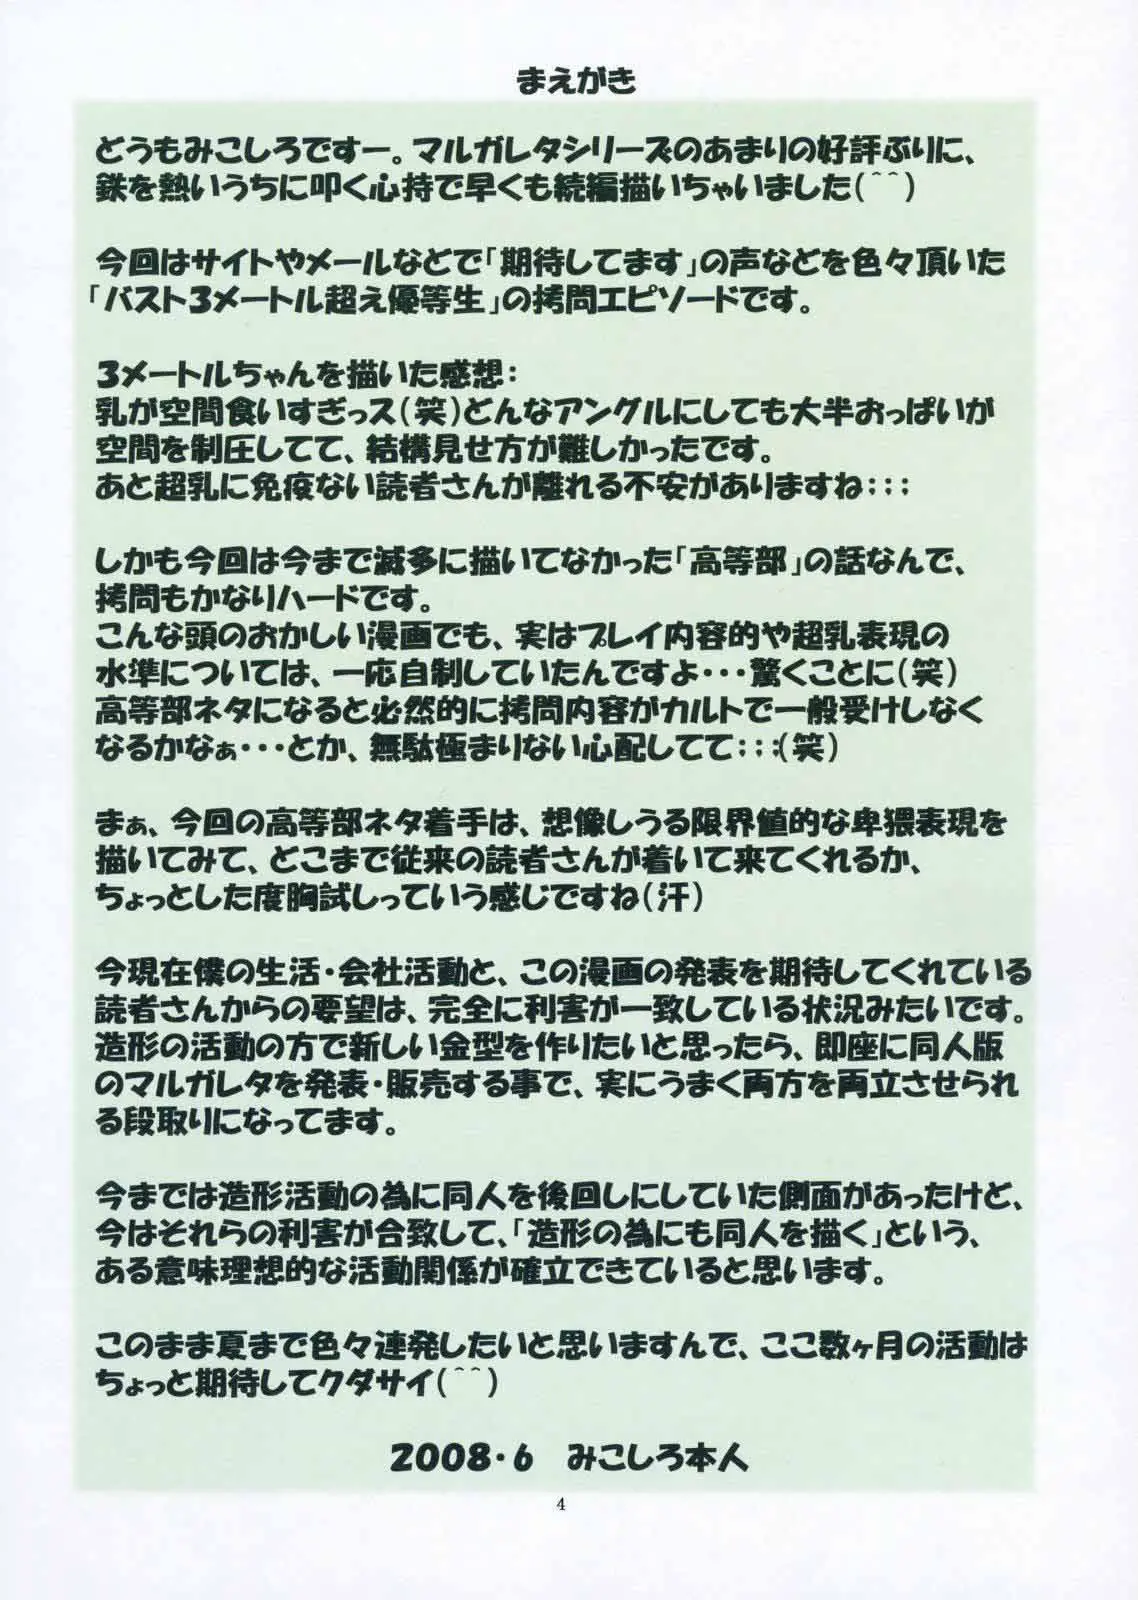 まえがき
どうもみこしろですー。マルガレタシリーズのあまりの好評ぶりに、
鉄を熱いうちに叩く心持で早くも続編描いちゃいました(＾＾)
今回はサイトやメールなどで「期待してます」の声などを色々頂いた
「バスト3メートル超え優等生」の拷問エピソードです。
3メートルちゃんを描いた感想：
乳が空間食いすぎっス(笑)どんなアングルにしても大半おっぱいが
空間を制圧してて、結構見せ方が難しかったです。
あと超乳に免疫ない読者さんが離れる不安がありますね；；；
しかも今回は今まで滅多に描いてなかった「高等部」の話なんで、
拷問もかなりハードです。
こんな頭のおかしい漫画でも、実はプレイ内容的や超乳表現の
水準については、一応自制していたんですよ・・・驚くことに(笑)
高等部ネタになると必然的に拷問内容がカルトで一般受けしなく
なるかなぁ・・・とか、無駄極まりない心配してて；；；(笑)
まぁ、今回の高等部ネタ着手は、想像しうる限界値的な卑猥表現を
描いてみて、どこまで従来の読者さんが着いて来てくれるか、
ちょっとした度胸試しっていう感じですね(汗)
今現在僕の生活・会社活動と、この漫画の発表を期待してくれている
読者さんからの要望は、完全に利害が一致している状況みたいです。
造形の活動の方で新しい金型を作りたいと思ったら、即座に同人版
のマルガレタを発表・販売する事で、実にうまく両方を両立させられ
る段取りになってます。
今までは造形活動の為に同人を後回しにしていた側面があったけど、
今はそれらの利害が合致して、「造形の為にも同人を描く」という、
ある意味理想的な活動関係が確立できていると思います。
このまま夏まで色々連発したいと思いますんで、ここ数ヶ月の活動は
ちょっと期待してクダサイ(＾＾)
2008・6　みこしろ本人
4